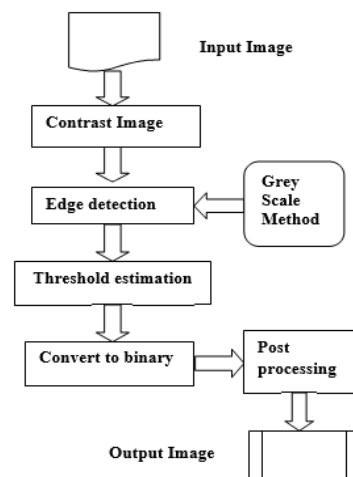 Input Image
Contrast Image
Edge detection
Grey
Scale
Method
Threshold estimation
Convert to binary
Post
processing
Output Image